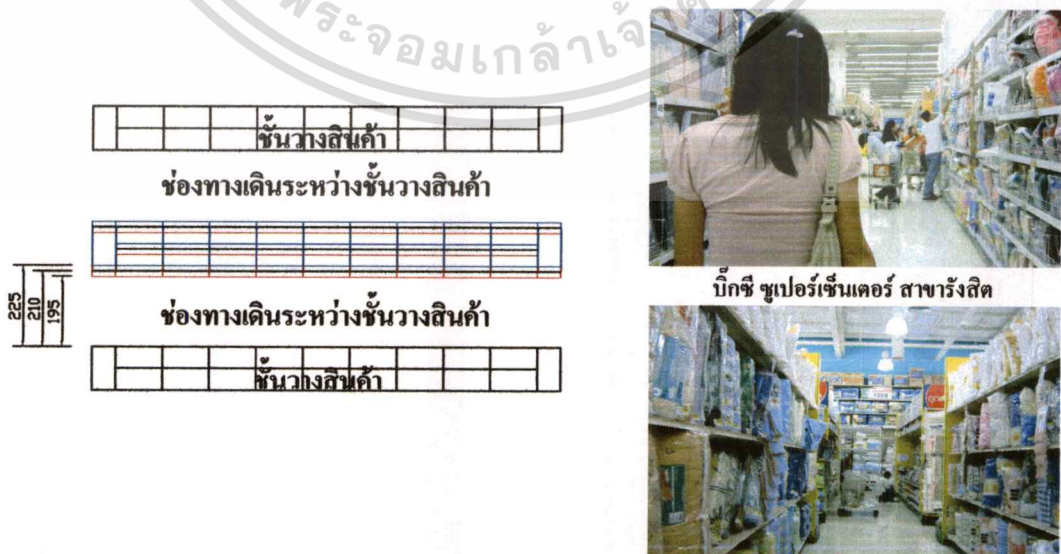 พระจอมเกล้าเจ้า
ชั้นวางสินค้า
ช่องทางเดินระหว่างชั้นวางสินค้า
225
210
195
ช่องทางเดินระหว่างชั้นวางสินค้า
ชั้นวางสินค้า
บิ๊กซี ซูเปอร์เซ็นเตอร์ สาขารังสิต